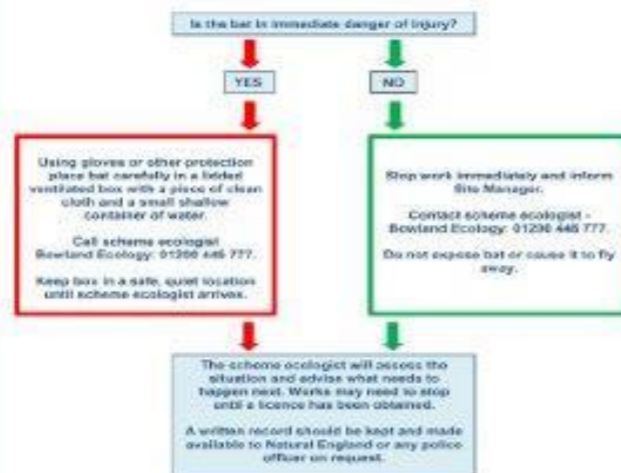 Is the bat in immediate danger of injury?
YES
NO
Using gloves or other protection
place bat carefully in a lidded
ventilated box with a piece of clean
cloth and a small shallow
container of water.
Call scheme ecologist
Bowland Ecology: 01200 446 777.
Keep box in a safe, quiet location
until scheme ecologist arrives.
Stop work immediately and inform
Site Manager.
Contact scheme ecologist -
Bowland Ecology: 01200 446 777.
Do not expose bat or cause it to fly
away.
The scheme ecologist will assess the
situation and advise what needs to
happen next. Works may need to stop
until a licence has been obtained.
A written record should be kept and made
available to Natural England or any police
officer on request.